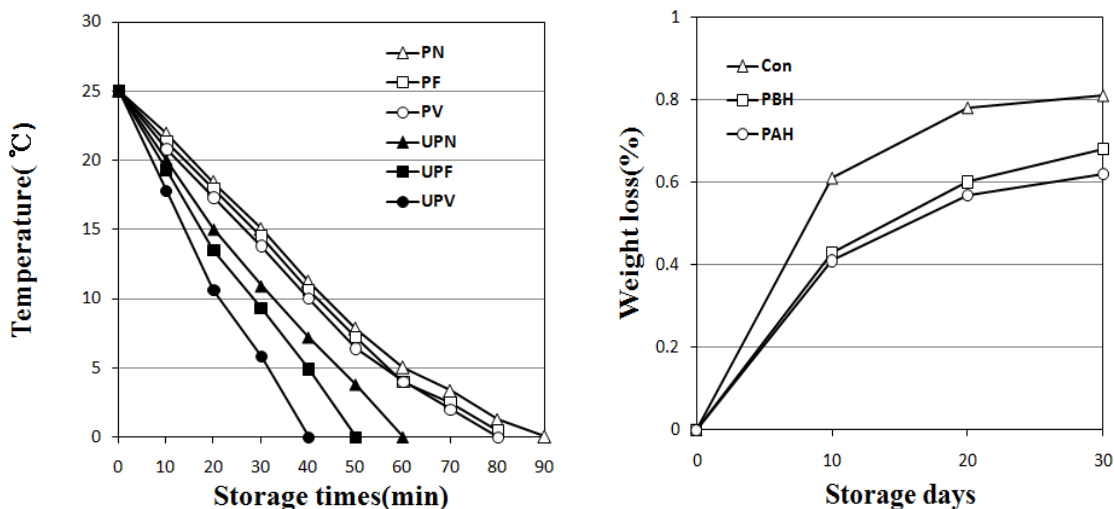 30
25
20
15
10
5
0
Temperature( ℃)
PN
PF
PV
UPN
UPF
UPV
0 10 20 30 40 50 60 70 80 90
Storage times(min)
1
0.8
0.6
0.4
0.2
0
Weight loss(%)
Con
PBH
PAH
0 10 20 30
Storage days